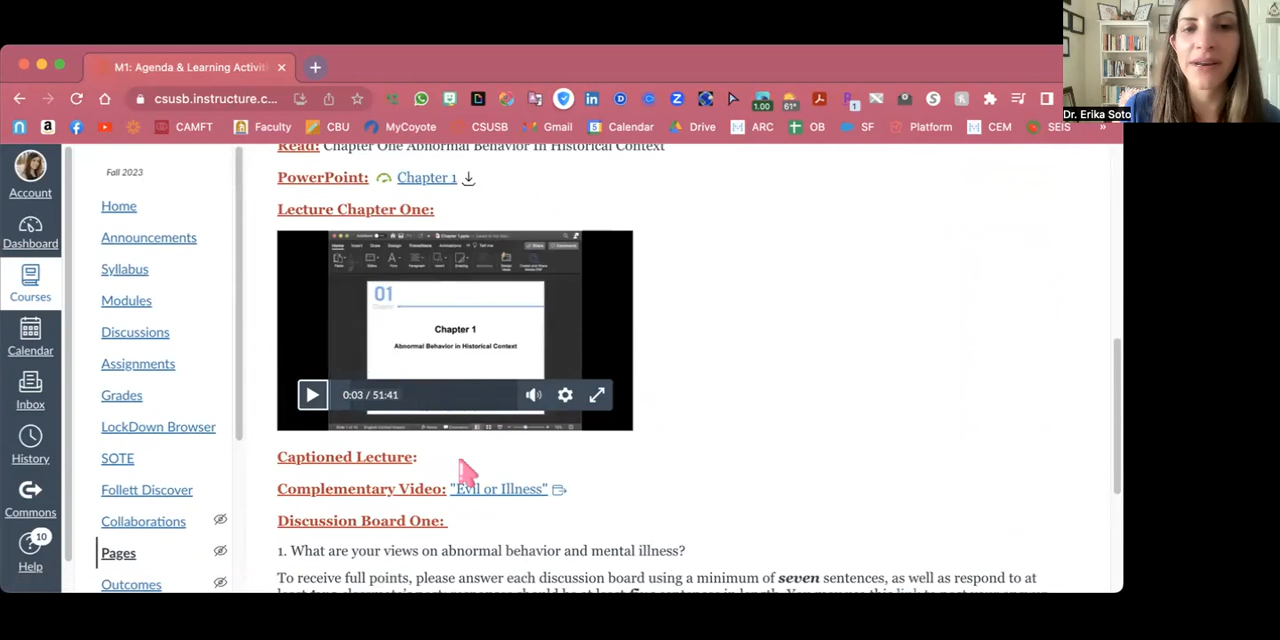 M1: Agenda & Learning Activiti
csusb.instructure.c...
1.00
61°
1
CAMFT
Faculty
CBU
MyCoyote
CSUSB
Gmail
Calendar
Drive
ARC
OB
SF
Platform
CEM
SEIS
»
Dr. Erika Soto
Account
Dashboard
Courses
Calendar
Inbox
History
Commons
10
Help
Fall 2023
Home
Announcements
Syllabus
Modules
Discussions
Assignments
Grades
LockDown Browser
SOTE
Follett Discover
Collaborations
Pages
Outcomes
Read: Chapter One Abnormal Behavior In Historical Context
PowerPoint: Chapter 1
Lecture Chapter One:
01
Chapter 1
Abnormal Behavior in Historical Context
0:03 / 51:41
Captioned Lecture:
Complementary Video: "Evil or Illness"
Discussion Board One:
1. What are your views on abnormal behavior and mental illness?
To receive full points, please answer each discussion board using a minimum of seven sentences, as well as respond to at